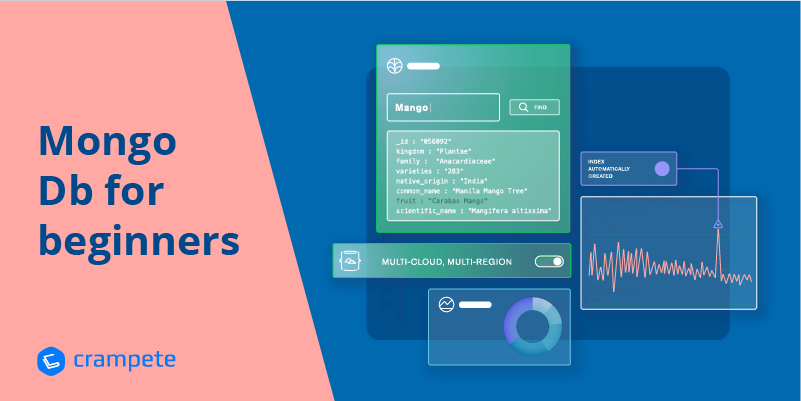 Mongo
Db for
beginners
crampete
Mango
FIND
_id : "056092"
kingdom : "Plantae"
family :  "Anacardiaceae"
varieties : "283"
native_origin : "India"
common_name : "Manila Mango Tree"
fruit : "Carabao Mango"
scientific_name : "Mangifera altissima"
MULTI-CLOUD, MULTI-REGION
INDEX
AUTOMATICALLY
CREATED